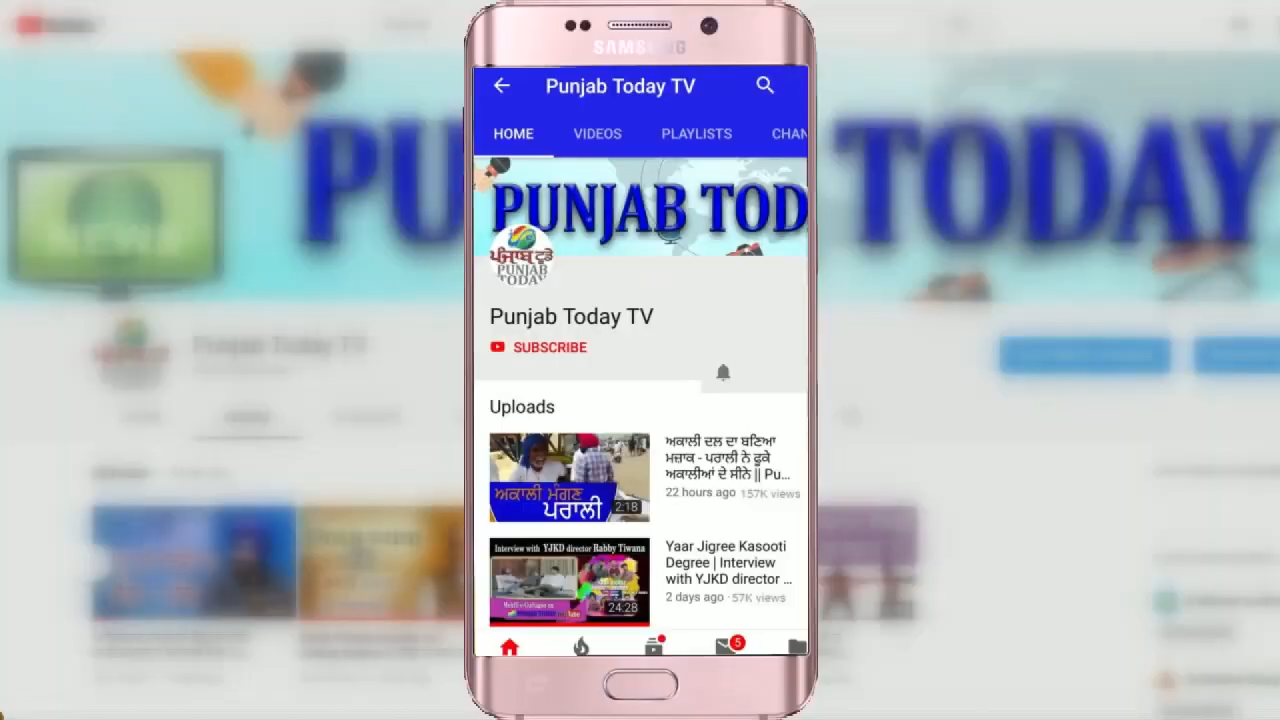 SAMSUNG
Punjab Today TV
HOME VIDEOS PLAYLISTS CHAN
PUNJAB TOD
ਪੰਜਾਬ ਟੂਡੇ
PUNJAB
TODAY
Punjab Today TV
SUBSCRIBE
Uploads
ਅਕਾਲੀ ਮੰਗਣ
ਪਰਾਲੀ
2:18
ਅਕਾਲੀ ਦਲ ਦਾ ਬਣਿਆ
ਮਜ਼ਾਕ - ਪਰਾਲੀ ਨੇ ਫੂਕੇ
ਅਕਾਲੀਆਂ ਦੇ ਸੀਨੇ || Pu...
22 hours ago 157K views
Interview with YJKD director Rabby Tiwana
24:28
Yaar Jigree Kasooti
Degree | Interview
with YJKD director ...
2 days ago · 57K views
5
PU
TODAY
Punjab Today TV